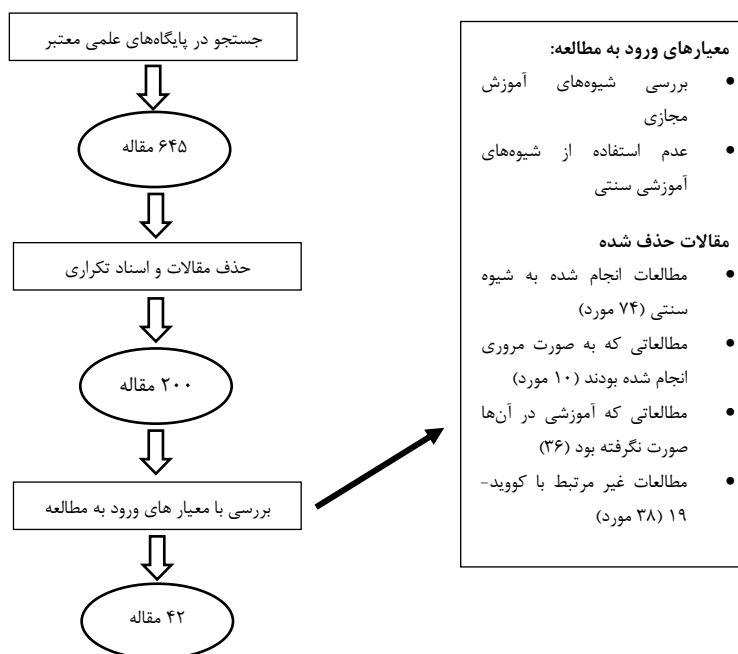 جستجو در پایگاه‌های علمی معتبر
۶۴۵ مقاله
حذف مقالات و اسناد تکراری
۲۰۰ مقاله
بررسی با معیار های ورود به مطالعه
۴۲ مقاله
معیارهای ورود به مطالعه:
● بررسی شیوه‌های آموزش
مجازی
● عدم استفاده از شیوه‌های
آموزشی سنتی
مقالات حذف شده
● مطالعات انجام شده به شیوه
سنتی (۷۴ مورد)
● مطالعاتی که به صورت مروری
انجام شده بودند (۱۰ مورد)
● مطالعاتی که آموزشی در آن‌ها
صورت نگرفته بود (۳۶)
● مطالعات غیر مرتبط با کووید-
۱۹ (۳۸ مورد)